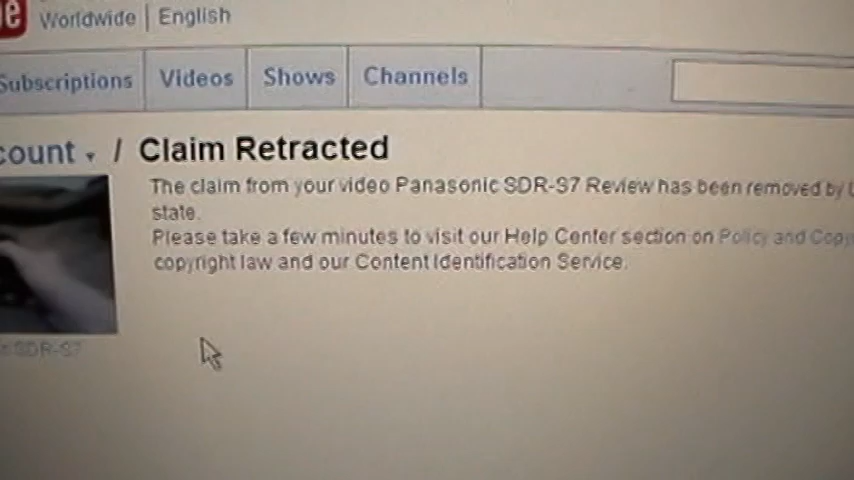 Worldwide | English
Subscriptions Videos Shows Channels
/ Claim Retracted
The claim from your video Panasonic SDR-S7 Review has been removed by
state.
Please take a few minutes to visit our Help Center section on Policy and
copyright law and our Content Identification Service.
SDR-S7